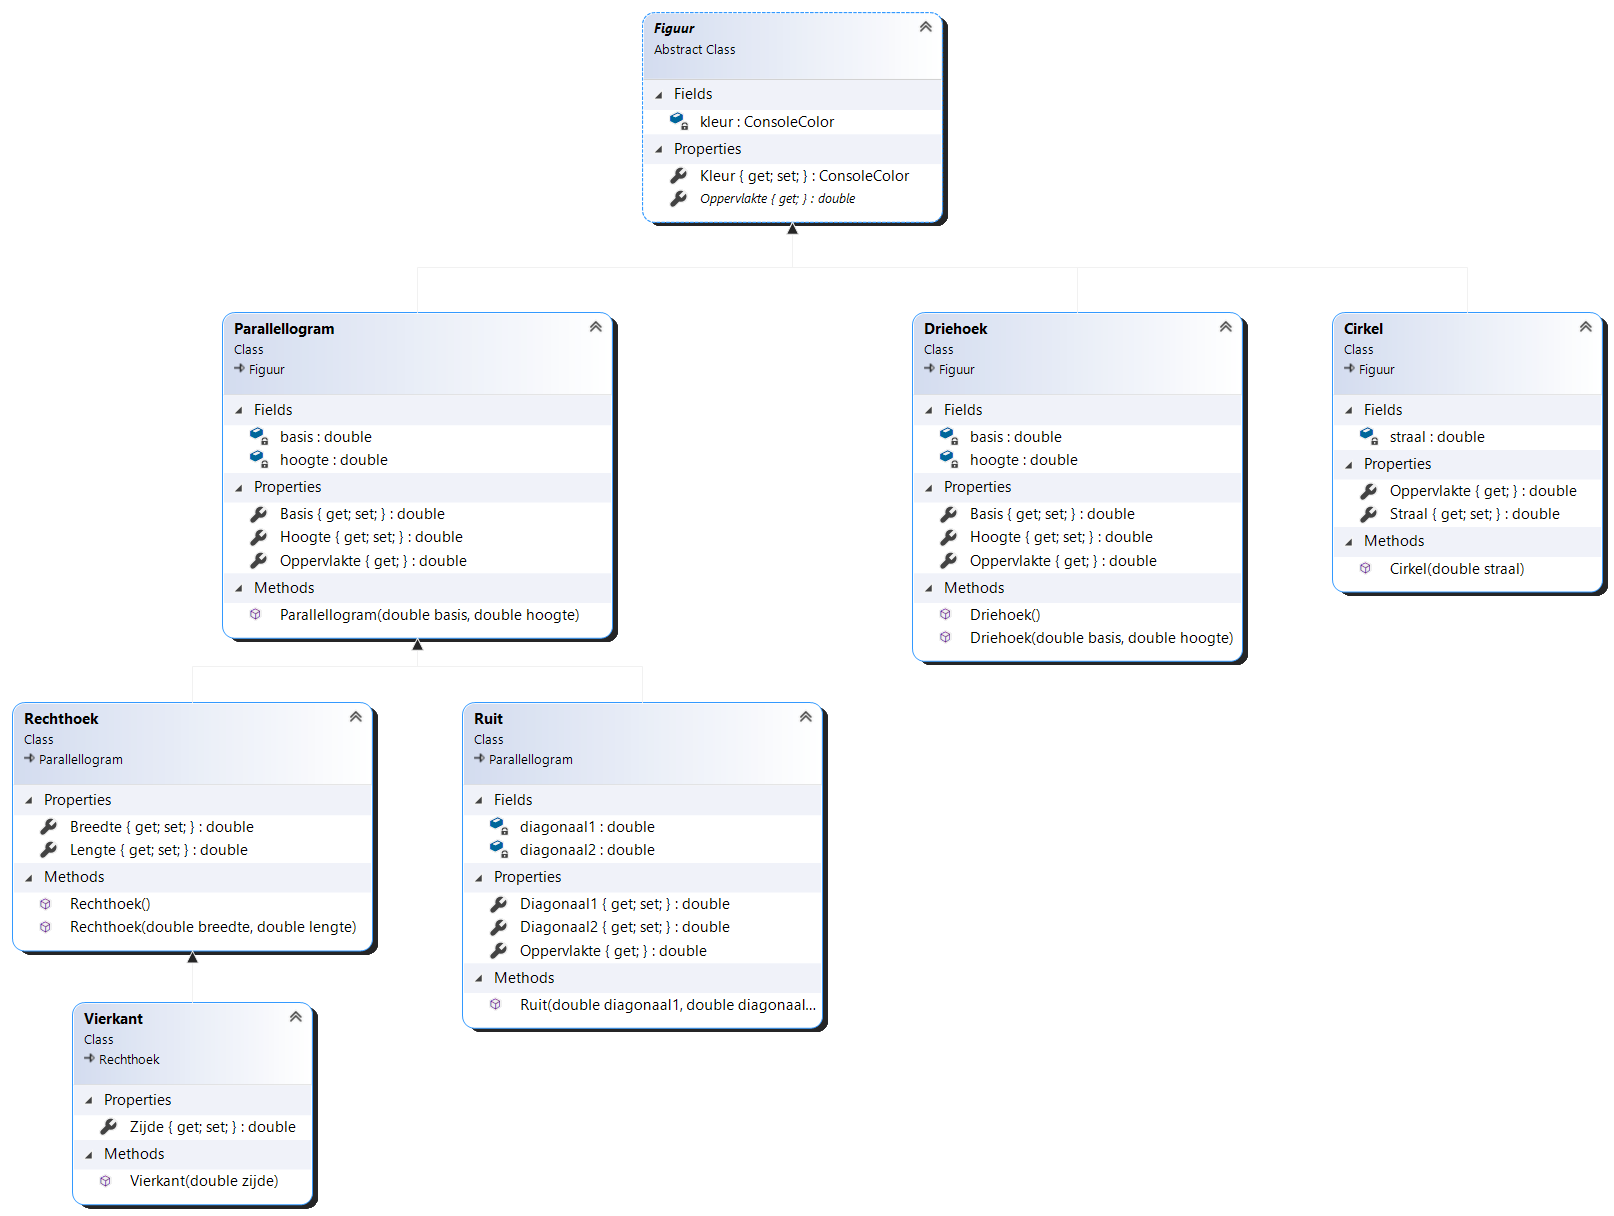 Figuur
Abstract Class
Fields
kleur : ConsoleColor
Properties
Kleur { get; set; } : ConsoleColor
Oppervlakte { get; } : double
Parallellogram
Class
Figuur
Fields
basis : double
hoogte : double
Properties
Basis { get; set; } : double
Hoogte { get; set; } : double
Oppervlakte { get; } : double
Methods
Parallellogram(double basis, double hoogte)
Driehoek
Class
Figuur
Fields
basis : double
hoogte : double
Properties
Basis { get; set; } : double
Hoogte { get; set; } : double
Oppervlakte { get; } : double
Methods
Driehoek()
Driehoek(double basis, double hoogte)
Cirkel
Class
Figuur
Fields
straal : double
Properties
Oppervlakte { get; } : double
Straal { get; set; } : double
Methods
Cirkel(double straal)
Rechthoek
Class
Parallellogram
Properties
Breedte { get; set; } : double
Lengte { get; set; } : double
Methods
Rechthoek()
Rechthoek(double breedte, double lengte)
Ruit
Class
Parallellogram
Fields
diagonaal1 : double
diagonaal2 : double
Properties
Diagonaal1 { get; set; } : double
Diagonaal2 { get; set; } : double
Oppervlakte { get; } : double
Methods
Ruit(double diagonaal1, double diagonaal...
Vierkant
Class
Rechthoek
Properties
Zijde { get; set; } : double
Methods
Vierkant(double zijde)